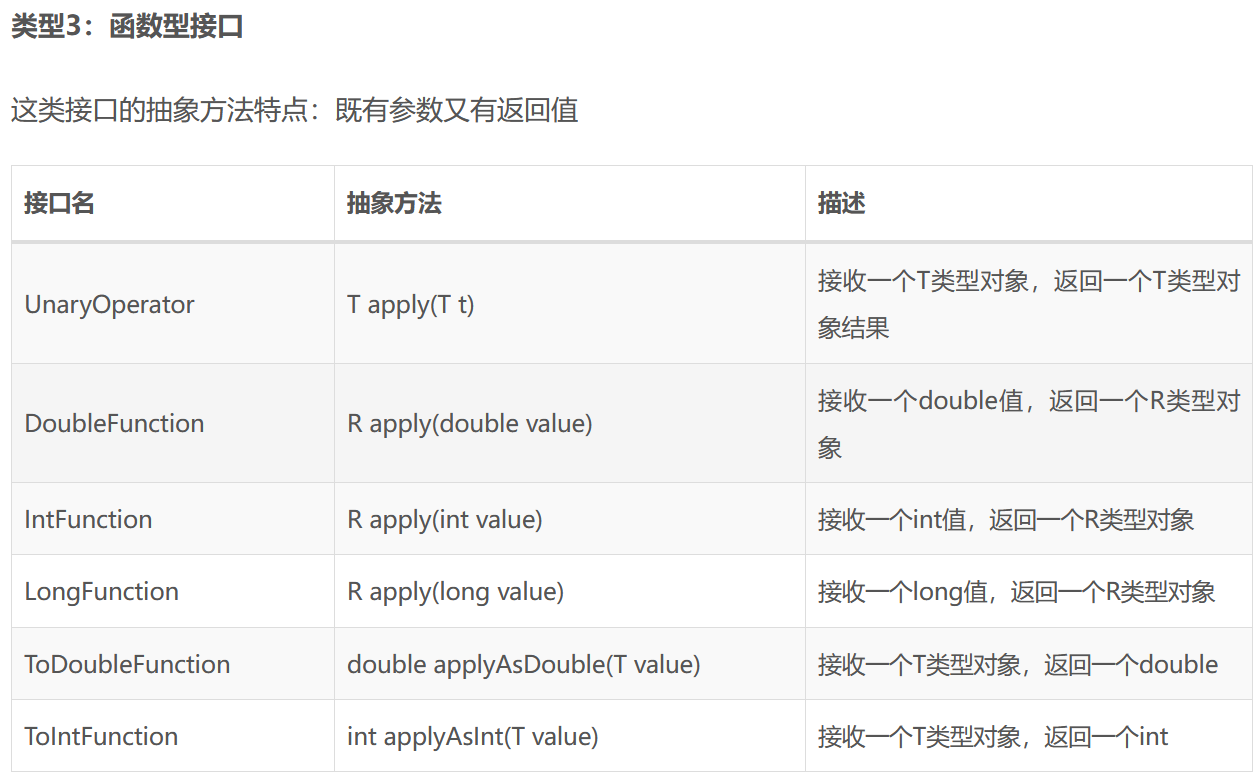 类型3：函数型接口
这类接口的抽象方法特点：既有参数又有返回值
接口名 抽象方法 描述
UnaryOperator T apply(T t) 接收一个T类型对象，返回一个T类型对
象结果
DoubleFunction R apply(double value) 接收一个double值，返回一个R类型对
象
IntFunction R apply(int value) 接收一个int值，返回一个R类型对象
LongFunction R apply(long value) 接收一个long值，返回一个R类型对象
ToDoubleFunction double applyAsDouble(T value) 接收一个T类型对象，返回一个double
ToIntFunction int applyAsInt(T value) 接收一个T类型对象，返回一个int